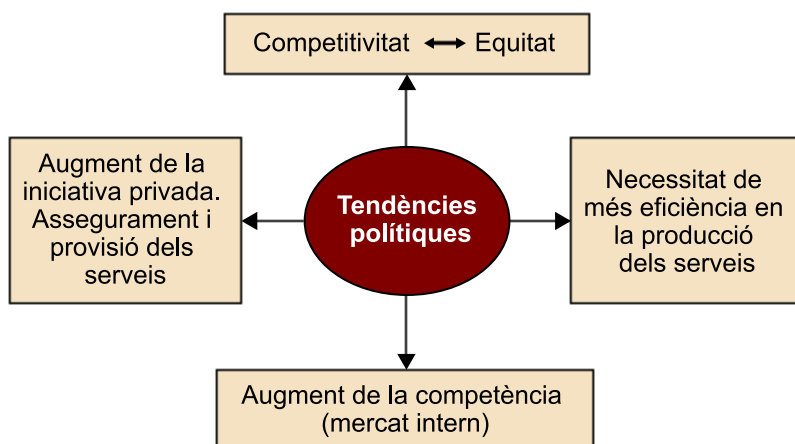 Competitivitat ↔ Equitat
Augment de la
iniciativa privada.
Assegurament i
provisió dels
serveis
Tendències
polítiques
Necessitat de
més eficiència en
la producció
dels serveis
Augment de la competència
(mercat intern)